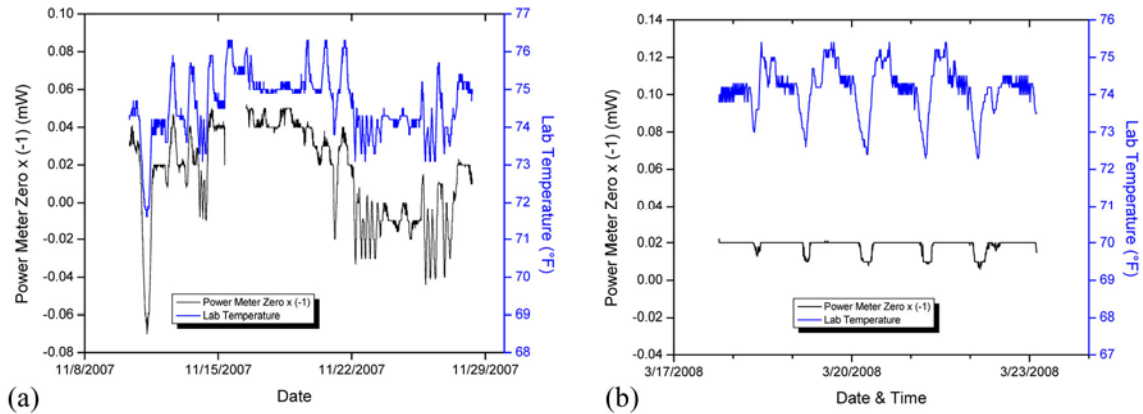 0.10
0.08
0.06
0.04
0.02
0.00
-0.02
-0.04
-0.06
-0.08
Power Meter Zero x (-1) (mW)
77
76
75
74
73
72
71
70
69
68
Lab Temperature (°F)
Power Meter Zero x (-1)
Lab Temperature
11/8/2007 11/15/2007 11/22/2007 11/29/2007
Date
(a)
0.14
0.12
0.10
0.08
0.06
0.04
0.02
0.00
-0.02
-0.04
Power Meter Zero x (-1) (mW)
76
75
74
73
72
71
70
69
68
67
Lab Temperature (°F)
Power Meter Zero x (-1)
Lab Temperature
3/17/2008 3/20/2008 3/23/2008
Date & Time
(b)